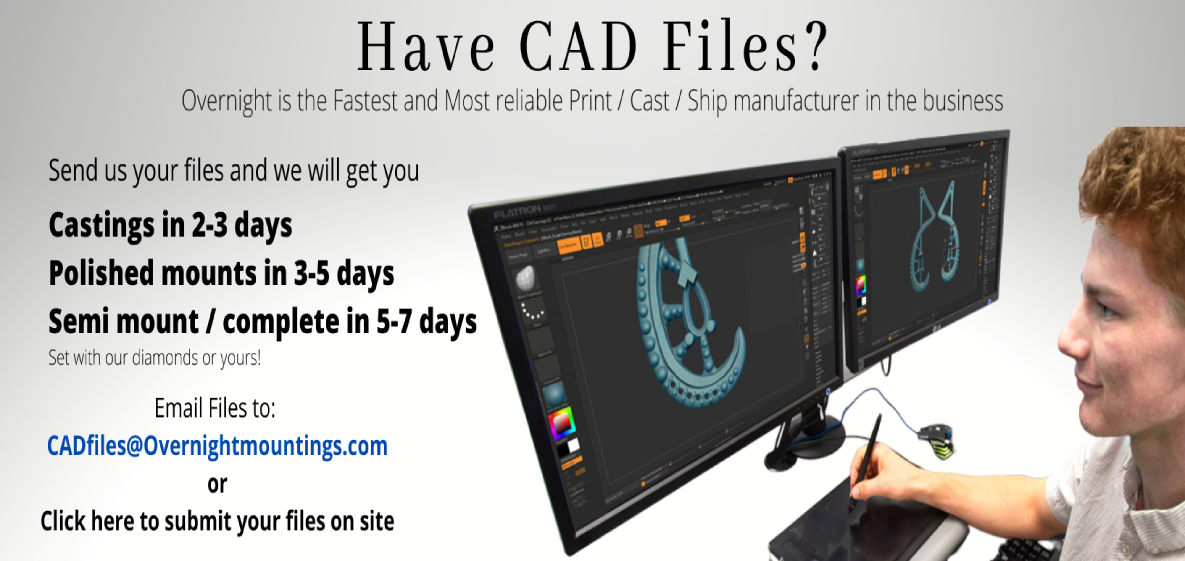 Have CAD Files?
Overnight is the Fastest and Most reliable Print / Cast / Ship manufacturer in the business
Send us your files and we will get you
Castings in 2-3 days
Polished mounts in 3-5 days
Semi mount / complete in 5-7 days
Set with our diamonds or yours!
Email Files to:
CADfiles@Overnightmountings.com
or
Click here to submit your files on site
FLATRON
FLATRON